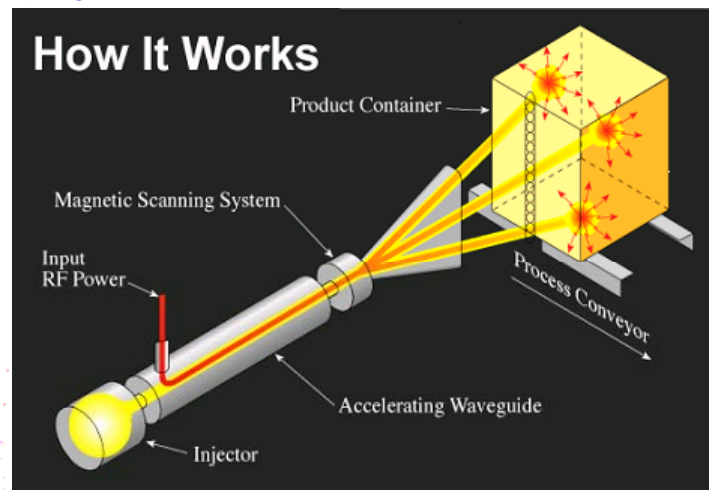 How It Works
Product Container
Magnetic Scanning System
Input
RF Power
Process Conveyor
Accelerating Waveguide
Injector